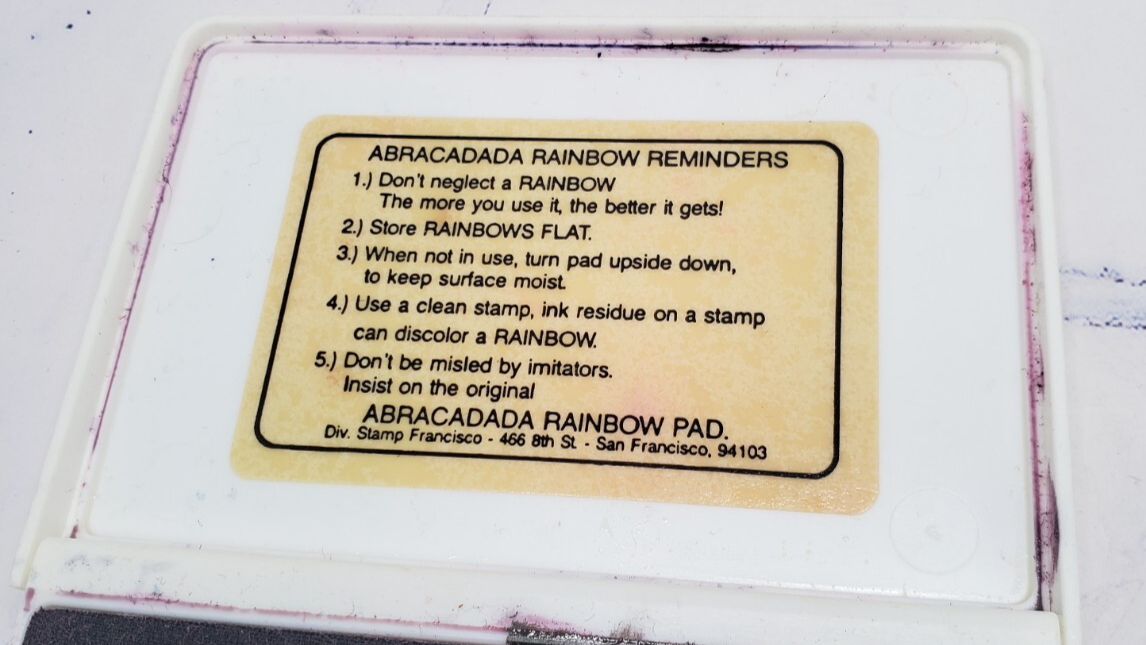 ABRACADADA RAINBOW REMINDERS
1.) Don't neglect a RAINBOW
The more you use it, the better it gets!
2.) Store RAINBOWS FLAT.
3.) When not in use, turn pad upside down,
to keep surface moist.
4.) Use a clean stamp, ink residue on a stamp
can discolor a RAINBOW.
5.) Don't be misled by imitators.
Insist on the original
ABRACADADA RAINBOW PAD.
Div. Stamp Francisco - 466 8th St. - San Francisco, 94103